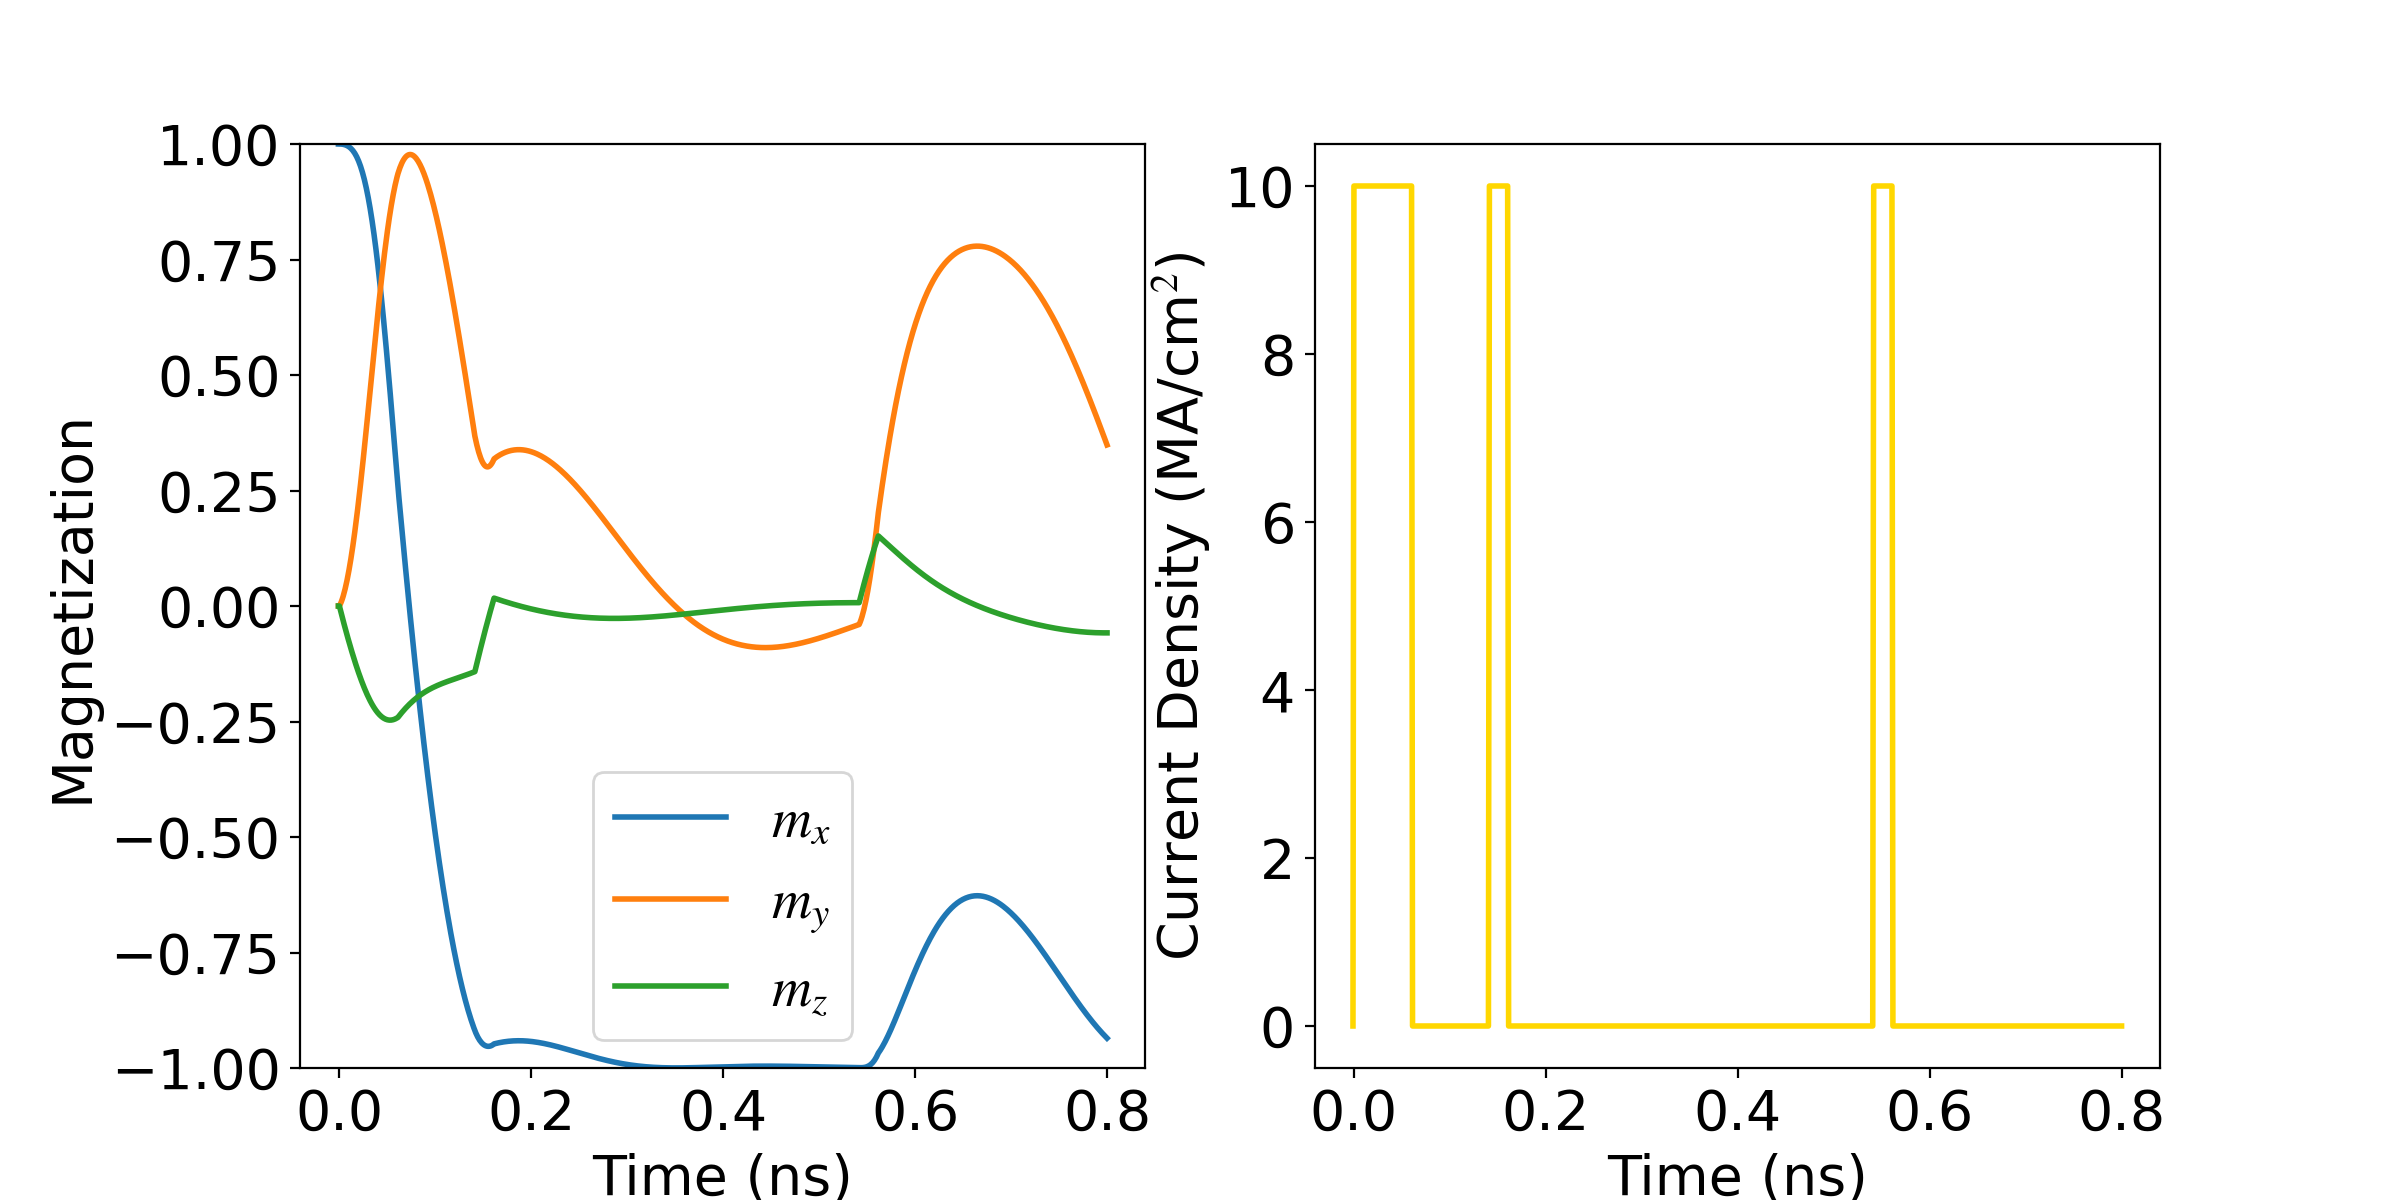 Magnetization
1.00
0.75
0.50
0.25
0.00
−0.25
−0.50
−0.75
−1.00
0.0 0.2 0.4 0.6 0.8
Time (ns)
m_x
m_y
m_z
Current Density (MA/cm²)
10
8
6
4
2
0
0.0 0.2 0.4 0.6 0.8
Time (ns)